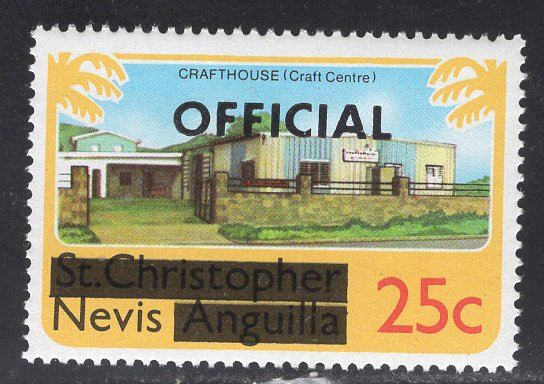 CRAFTHOUSE (Craft Centre)
OFFICIAL
St. Christopher
Nevis Anguilla 25c